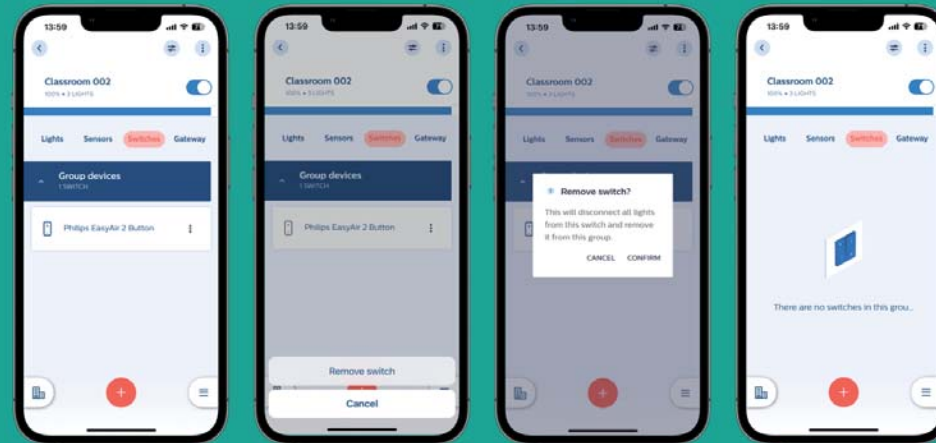 13:59
Classroom 002
100% • 3 LIGHTS
Lights Sensors Switches Gateway
Group devices
1 SWITCH
Philips EasyAir 2 Button
13:59
Classroom 002
100% • 3 LIGHTS
Lights Sensors Switches Gateway
Group devices
1 SWITCH
Philips EasyAir 2 Button
Remove switch
Cancel
13:59
Classroom 002
100% • 3 LIGHTS
Lights Sensors Switches Gateway
Remove switch?
This will disconnect all lights
from this switch and remove
it from this group.
CANCEL CONFIRM
13:59
Classroom 002
100% • 3 LIGHTS
Lights Sensors Switches Gateway
There are no switches in this grou...